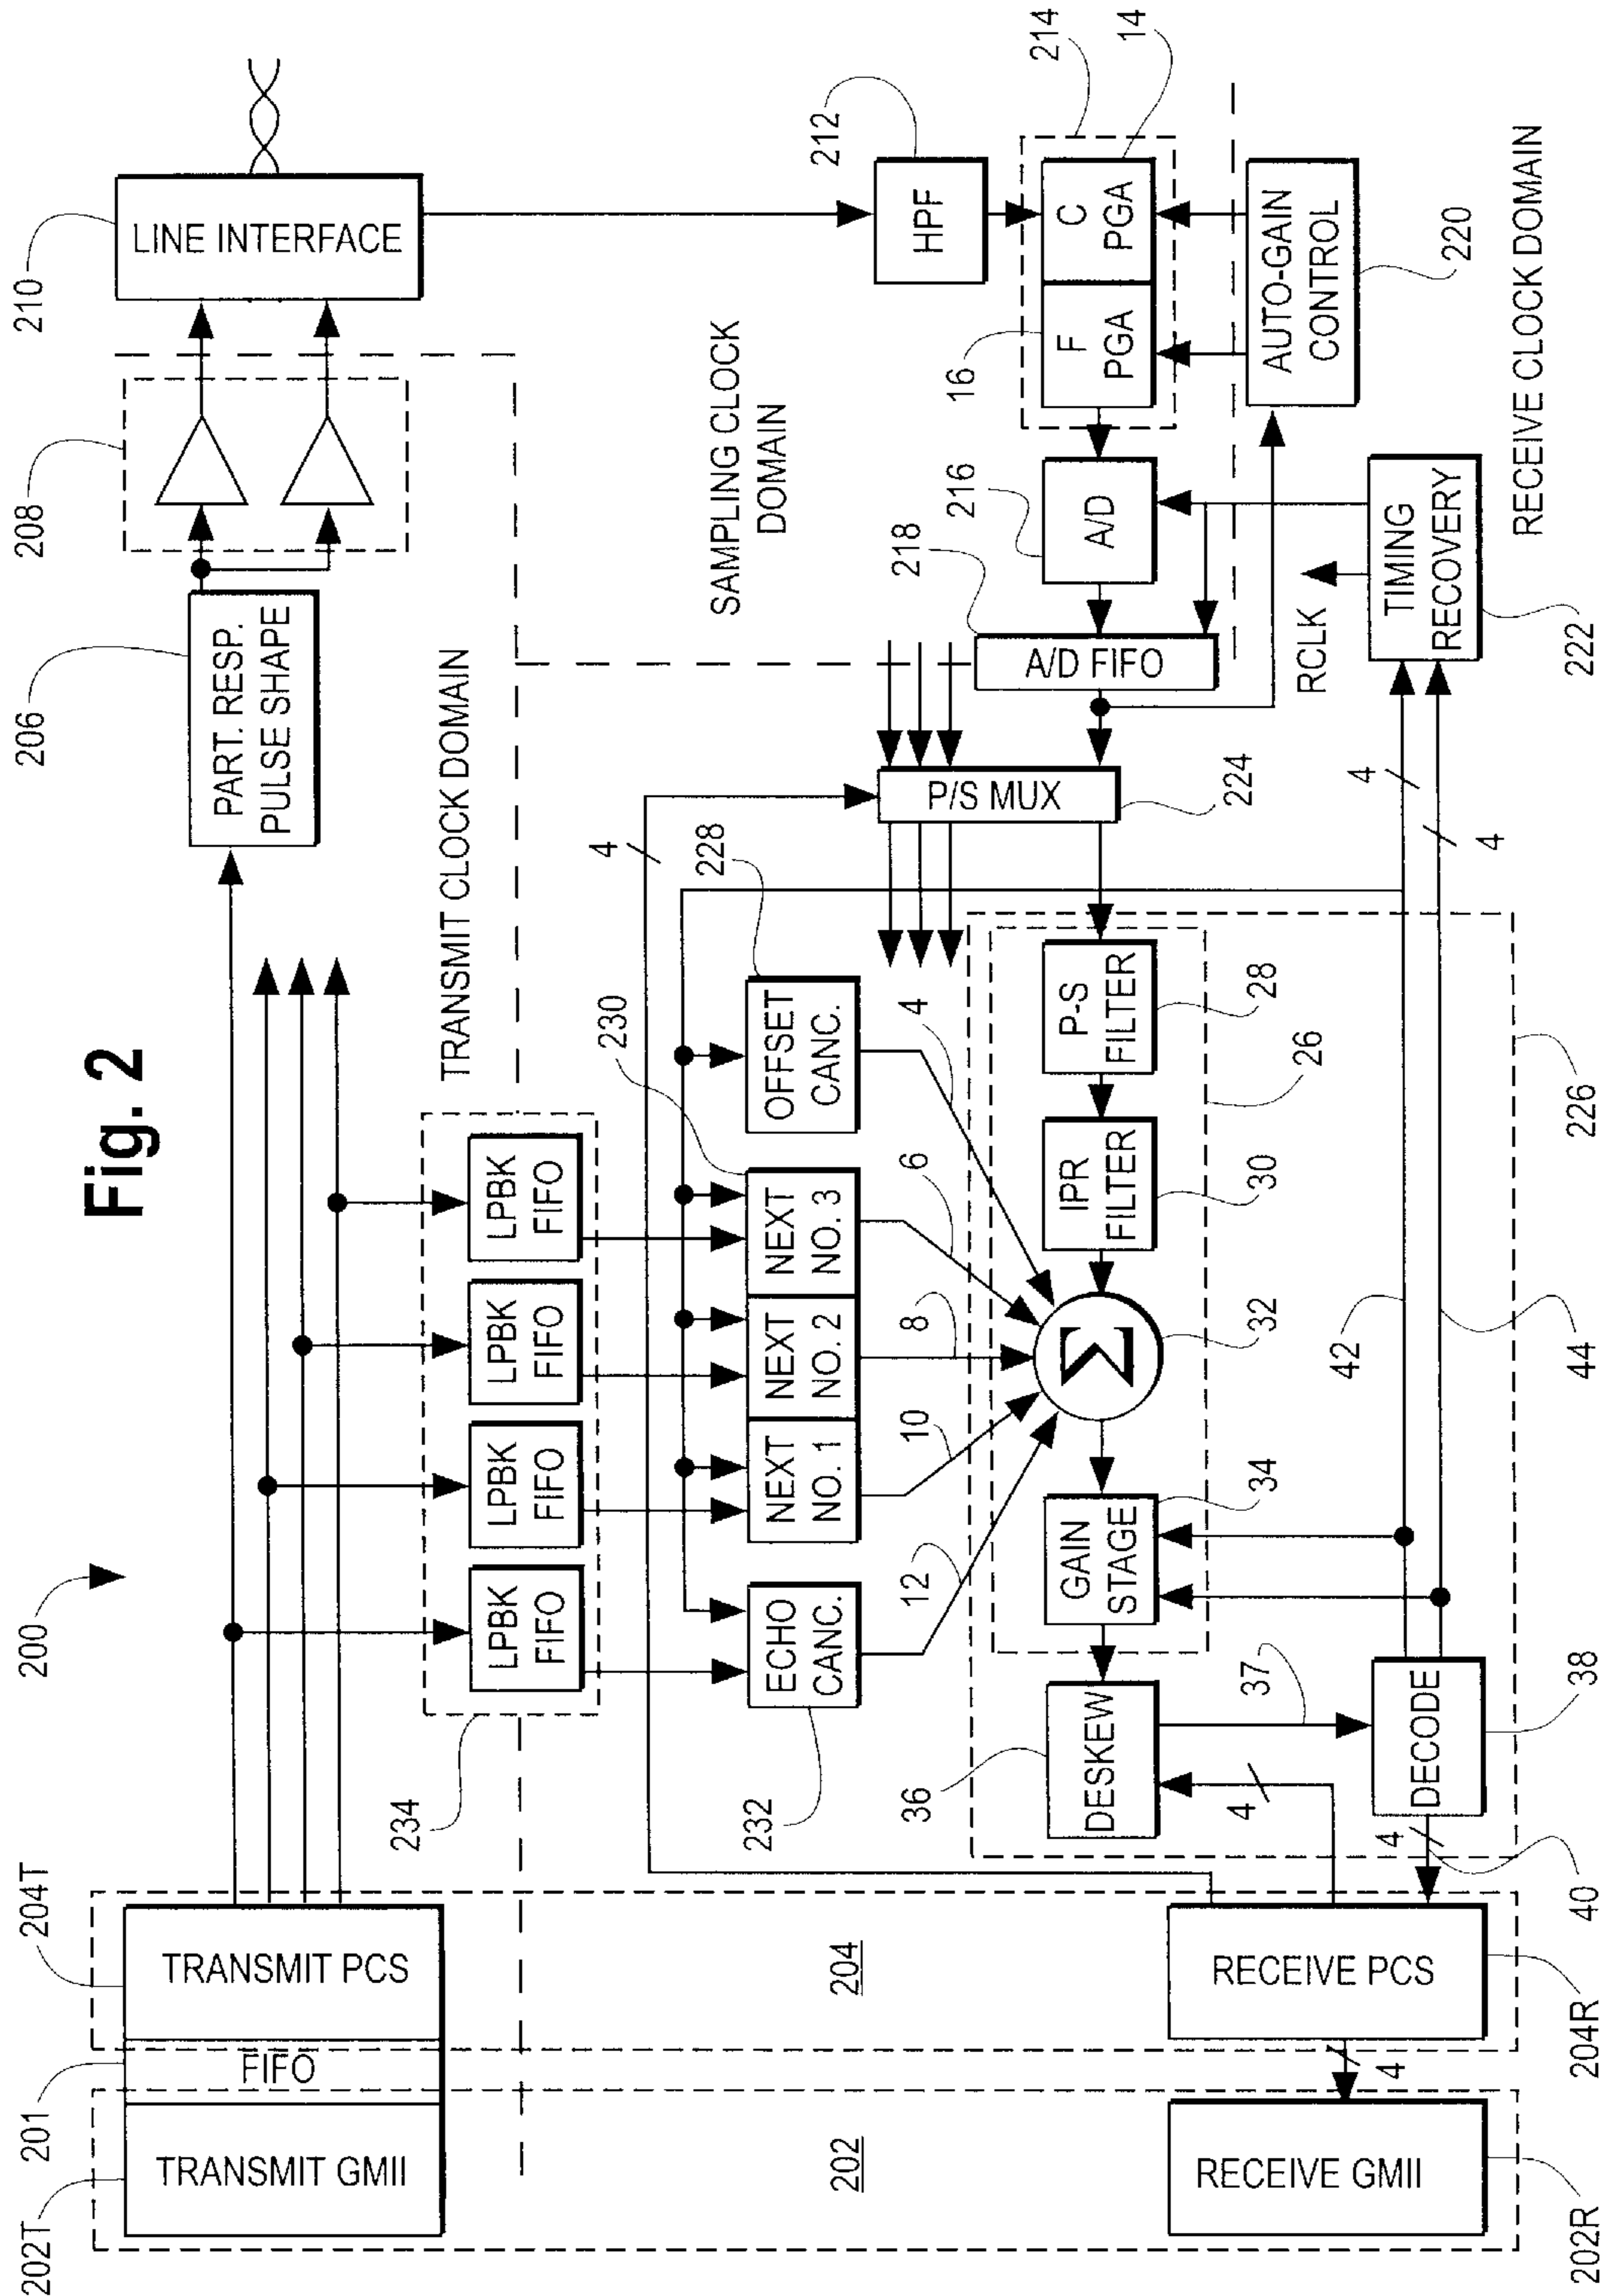 Fig. 2
200
202T
201
204T
TRANSMIT GMII
FIFO
TRANSMIT PCS
206
PART. RESP.
PULSE SHAPE
208
210
LINE INTERFACE
TRANSMIT CLOCK DOMAIN
234
LPBK
FIFO
LPBK
FIFO
LPBK
FIFO
LPBK
FIFO
SAMPLING CLOCK
DOMAIN
212
HPF
4
232
ECHO
CANC.
NEXT
NO. 1
NEXT
NO. 2
NEXT
NO. 3
230
OFFSET
CANC.
228
P/S MUX
224
218
A/D FIFO
216
A/D
16
F
PGA
C
PGA
214
14
202
204
12
10
8
6
4
36
DESKEW
GAIN
STAGE
34
Σ
32
IPR
FILTER
30
P-S
FILTER
28
26
37
4
RCLK
AUTO-GAIN
CONTROL
220
RECEIVE GMII
RECEIVE PCS
4
4
40
DECODE
38
42
44
4
4
TIMING
RECOVERY
222
226
202R
204R
RECEIVE CLOCK DOMAIN